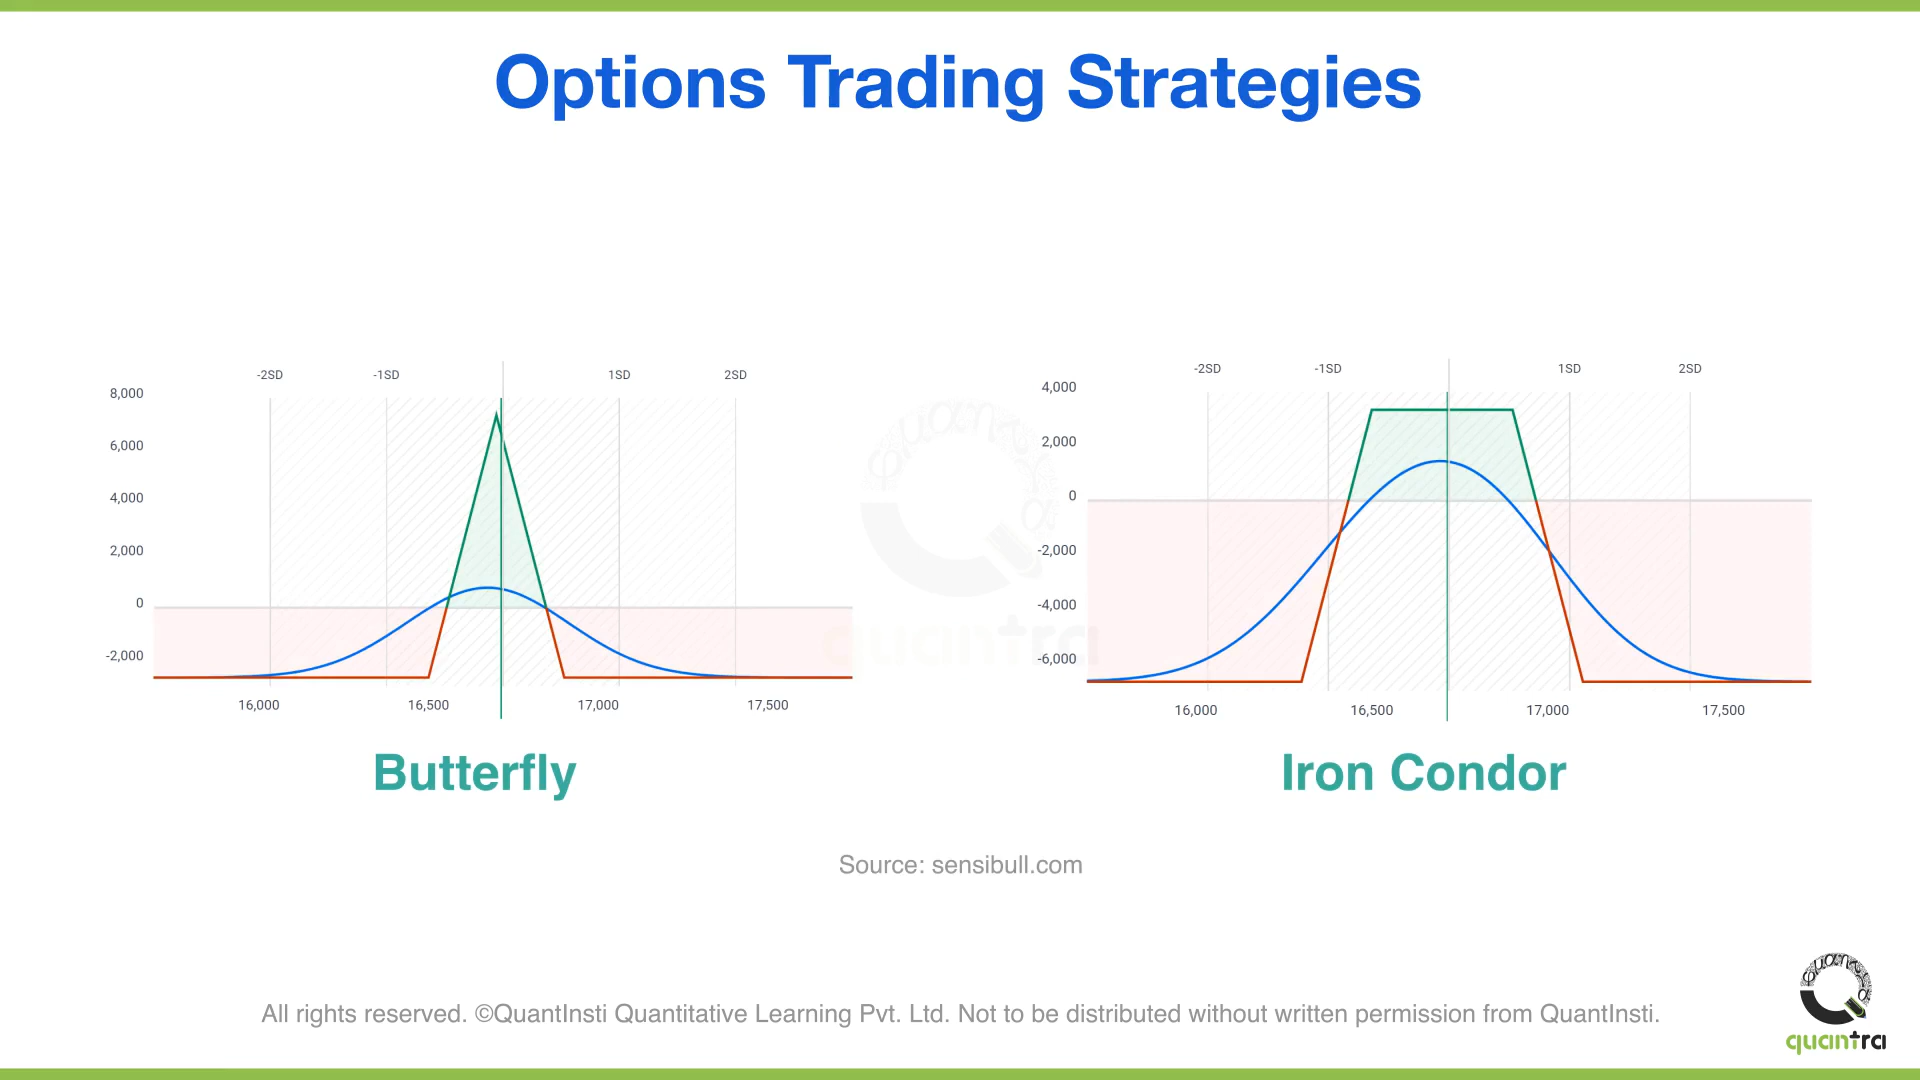 Options Trading Strategies
-2SD -1SD 1SD 2SD
8,000
6,000
4,000
2,000
0
-2,000
16,000 16,500 17,000 17,500
Butterfly
-2SD -1SD 1SD 2SD
4,000
2,000
0
-2,000
-4,000
-6,000
16,000 16,500 17,000 17,500
Iron Condor
quantra
Source: sensibull.com
All rights reserved. ©QuantInsti Quantitative Learning Pvt. Ltd. Not to be distributed without written permission from QuantInsti.
quantra